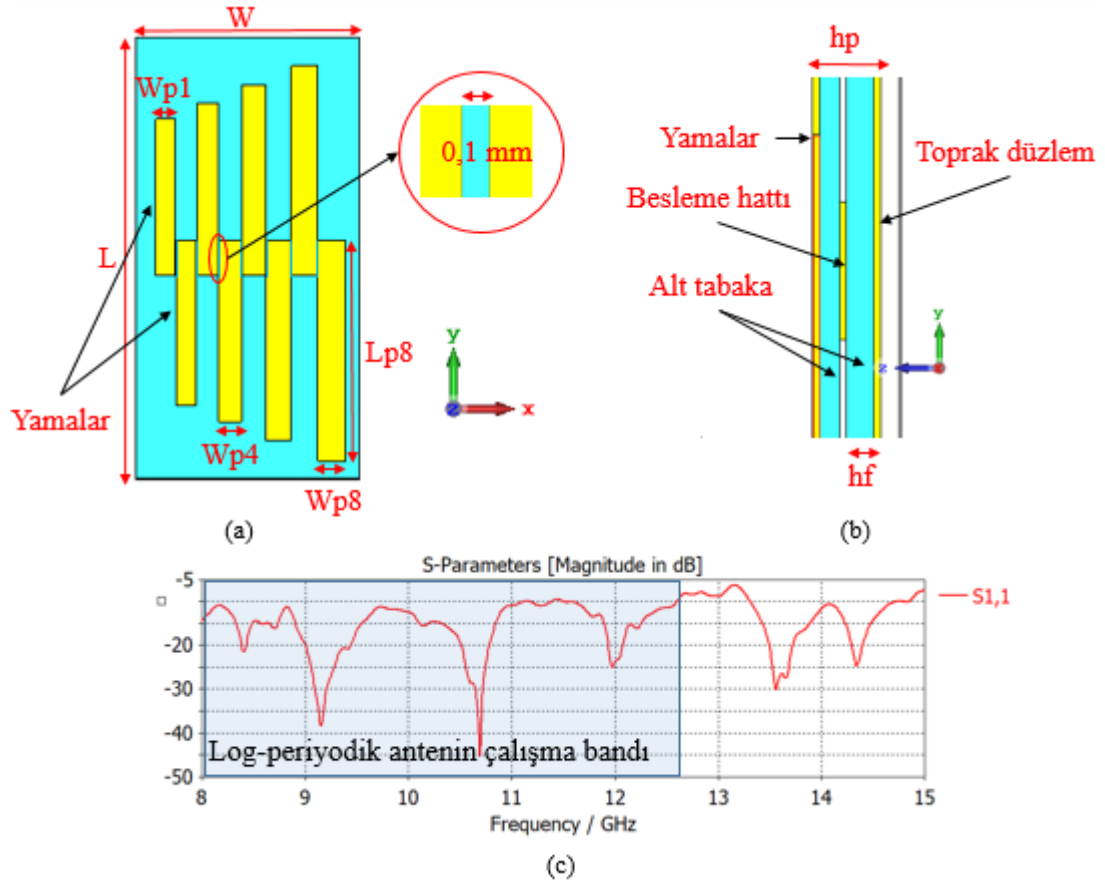 W
hp
Wp1
0,1 mm
Yamalar
Toprak düzlem
Besleme hattı
L
Alt tabaka
y
y
Lp8
z
x
z
x
Yamalar
Wp4
Wp8
hf
(a)
(b)
S-Parameters [Magnitude in dB]
-5
S1,1
-20
-30
-40
Log-periyodik antenin çalışma bandı
-50
8 9 10 11 12 13 14 15
Frequency / GHz
(c)